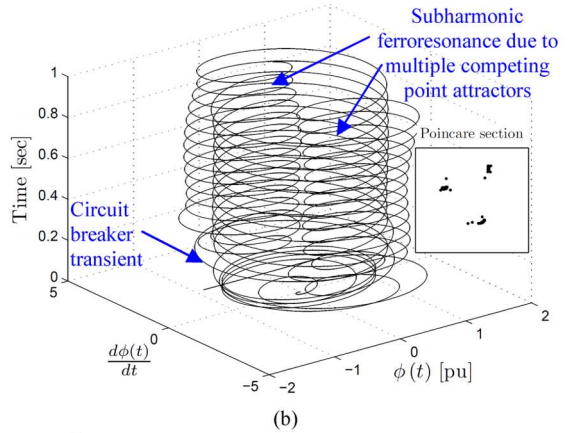 Subharmonic
ferroresonance due to
multiple competing
point attractors
Poincare section
Circuit
breaker
transient
Time [sec]
1
0.8
0.6
0.4
0.2
0
5
0
−5
dϕ(t)
dt
−2
−1
0
1
2
ϕ(t) [pu]
(b)